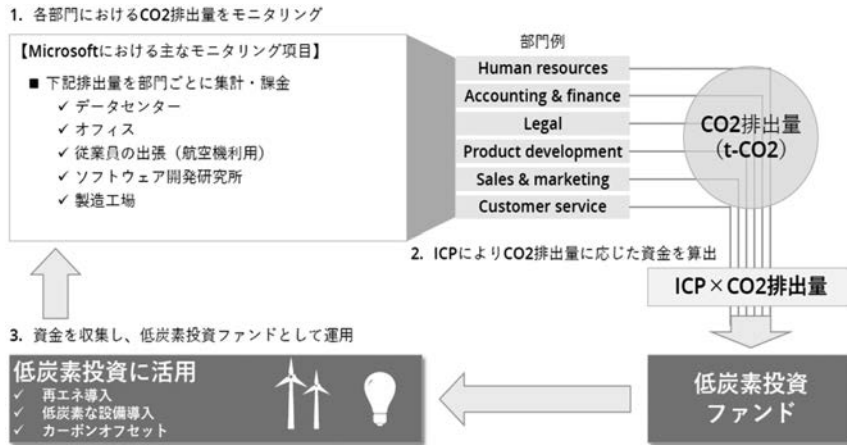 1. 各部門におけるCO2排出量をモニタリング
【Microsoftにおける主なモニタリング項目】
■ 下記排出量を部門ごとに集計・課金
✓ データセンター
✓ オフィス
✓ 従業員の出張（航空機利用）
✓ ソフトウェア開発研究所
✓ 製造工場
部門例
Human resources
Accounting & finance
Legal
Product development
Sales & marketing
Customer service
CO2排出量
（t-CO2）
2. ICPによりCO2排出量に応じた資金を算出
ICP×CO2排出量
3. 資金を収集し、低炭素投資ファンドとして運用
低炭素投資に活用
✓ 再エネ導入
✓ 低炭素な設備導入
✓ カーボンオフセット
低炭素投資
ファンド